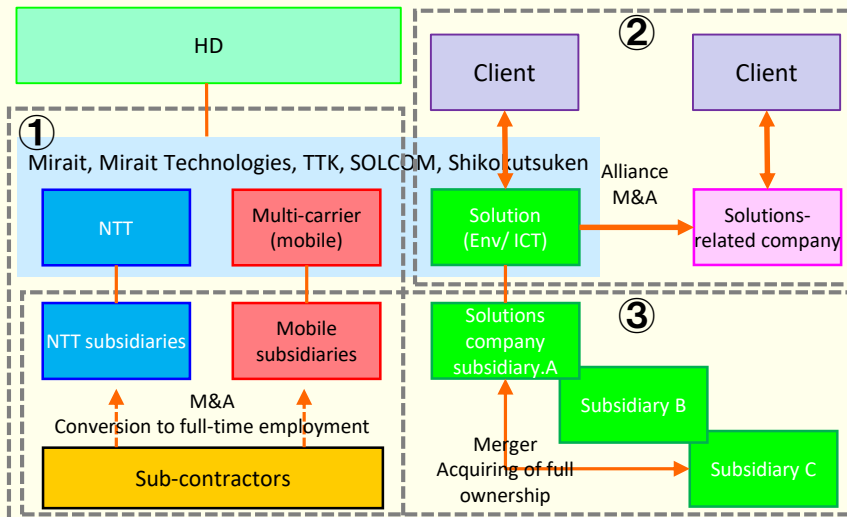 HD
②
Client
Client
①
Mirait, Mirait Technologies, TTK, SOLCOM, Shikokutsuken
Alliance
M&A
NTT
Multi-carrier
(mobile)
Solution
(Env/ ICT)
Solutions-
related company
③
NTT subsidiaries
Mobile
subsidiaries
Solutions
company
subsidiary.A
M&A
Conversion to full-time employment
Subsidiary B
Merger
Acquiring of full
ownership
Subsidiary C
Sub-contractors